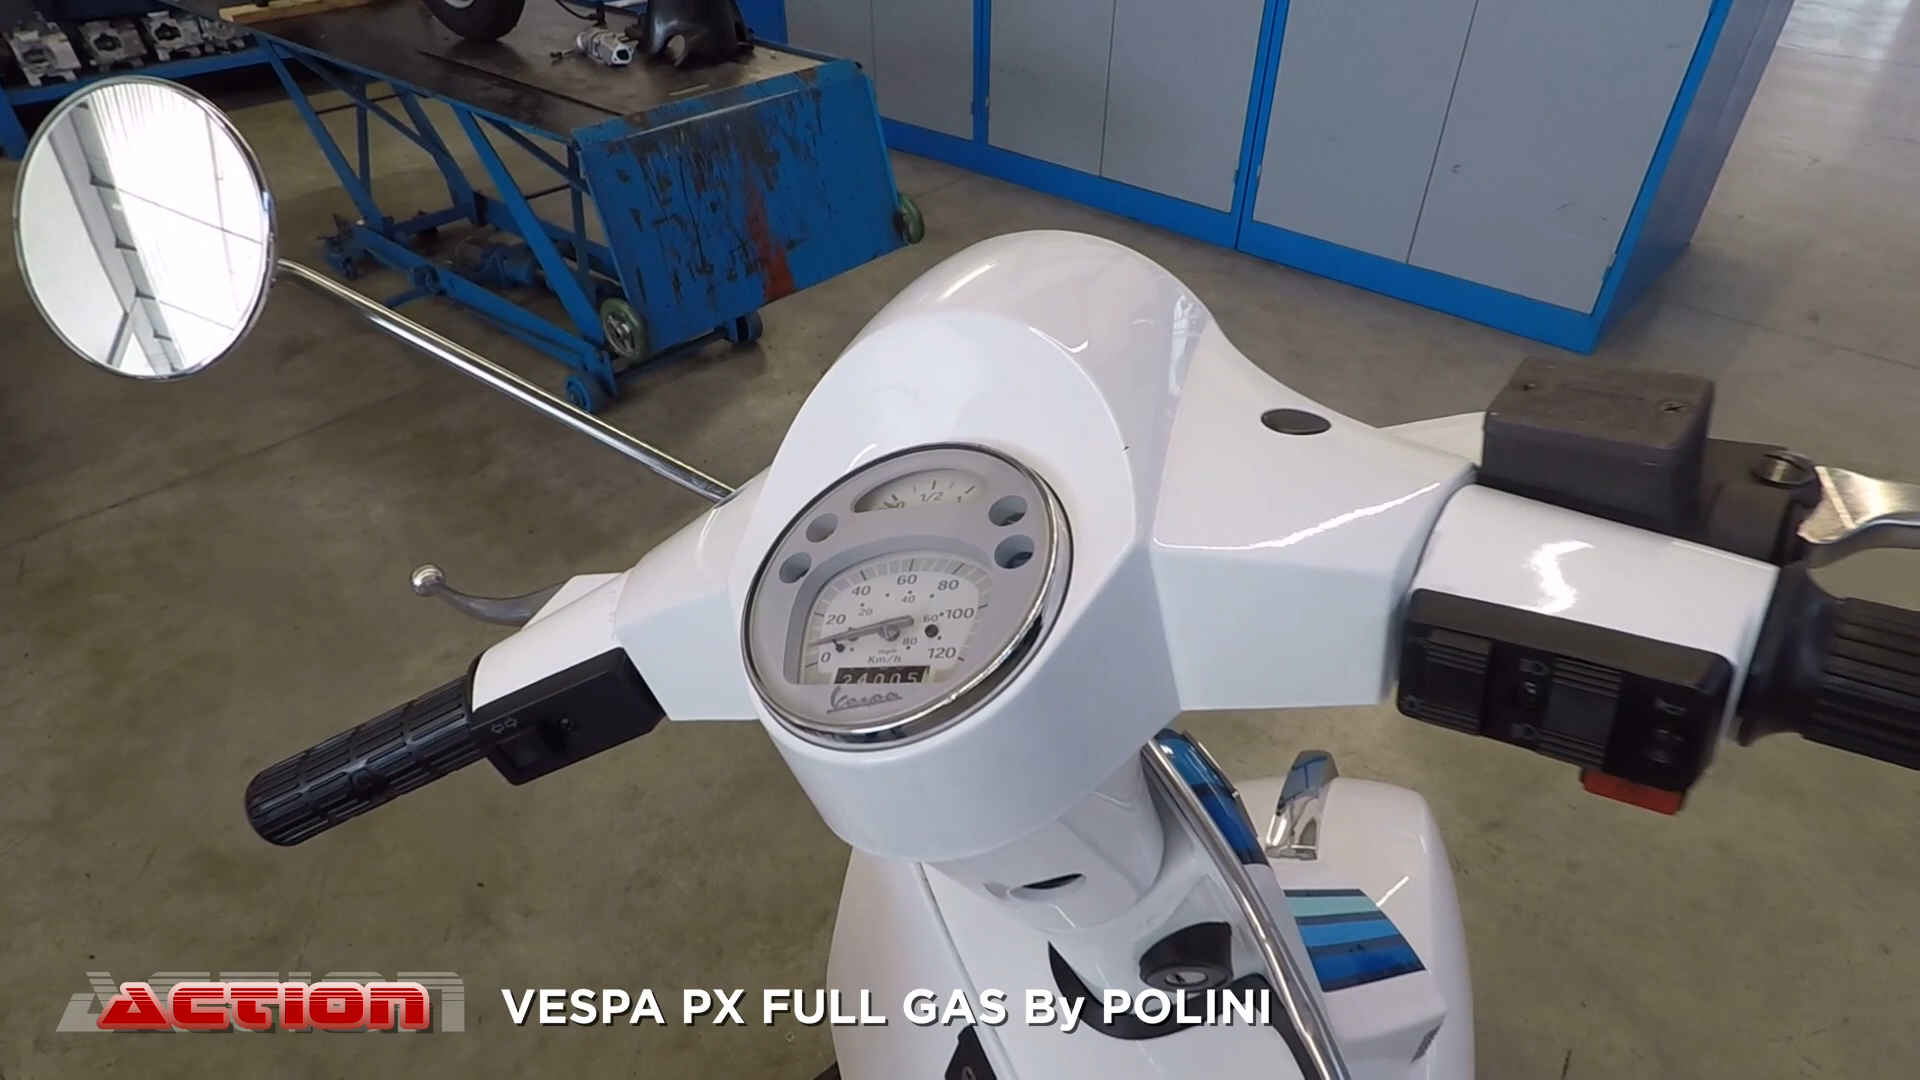 1/2 1
20 40 60 80 100 120
0
20 40 60 80
mph
Km/h
24005
Vespa
ACTION
VESPA PX FULL GAS By POLINI